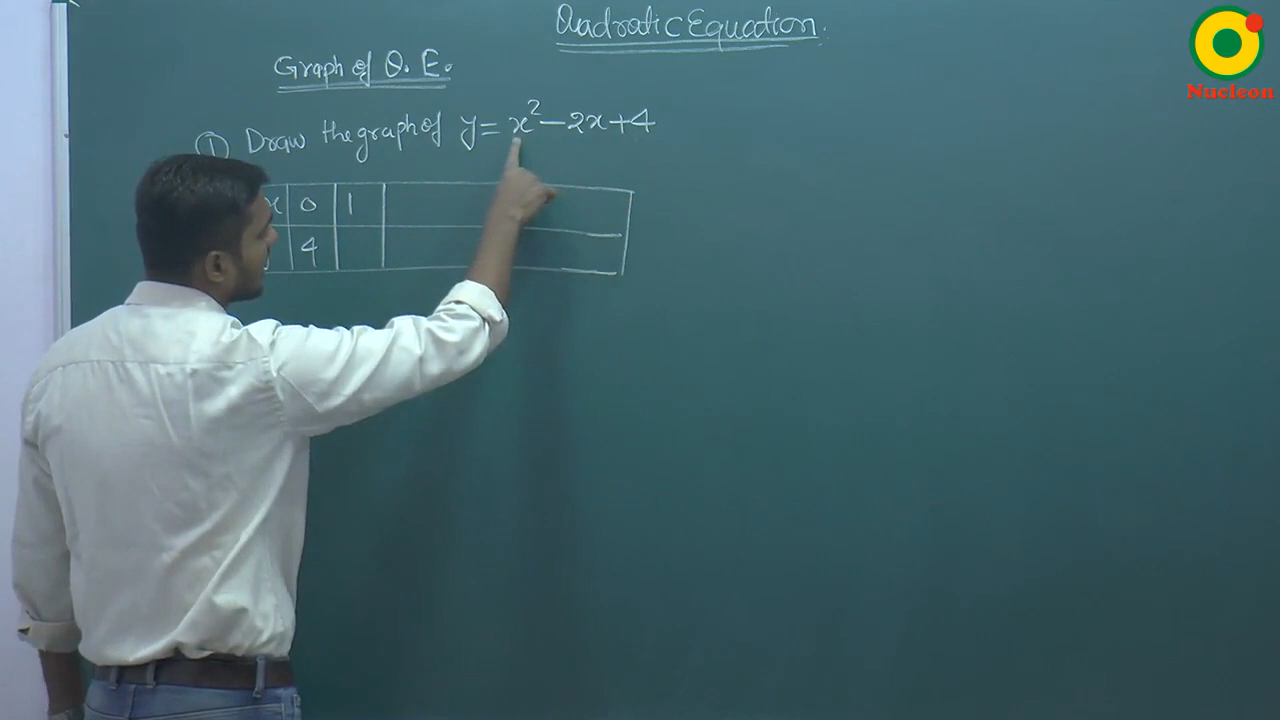 Quadratic Equation.
Nucleon
Graph of Q. E.
① Draw the graph of y = x² - 2x + 4
x 0 1
4